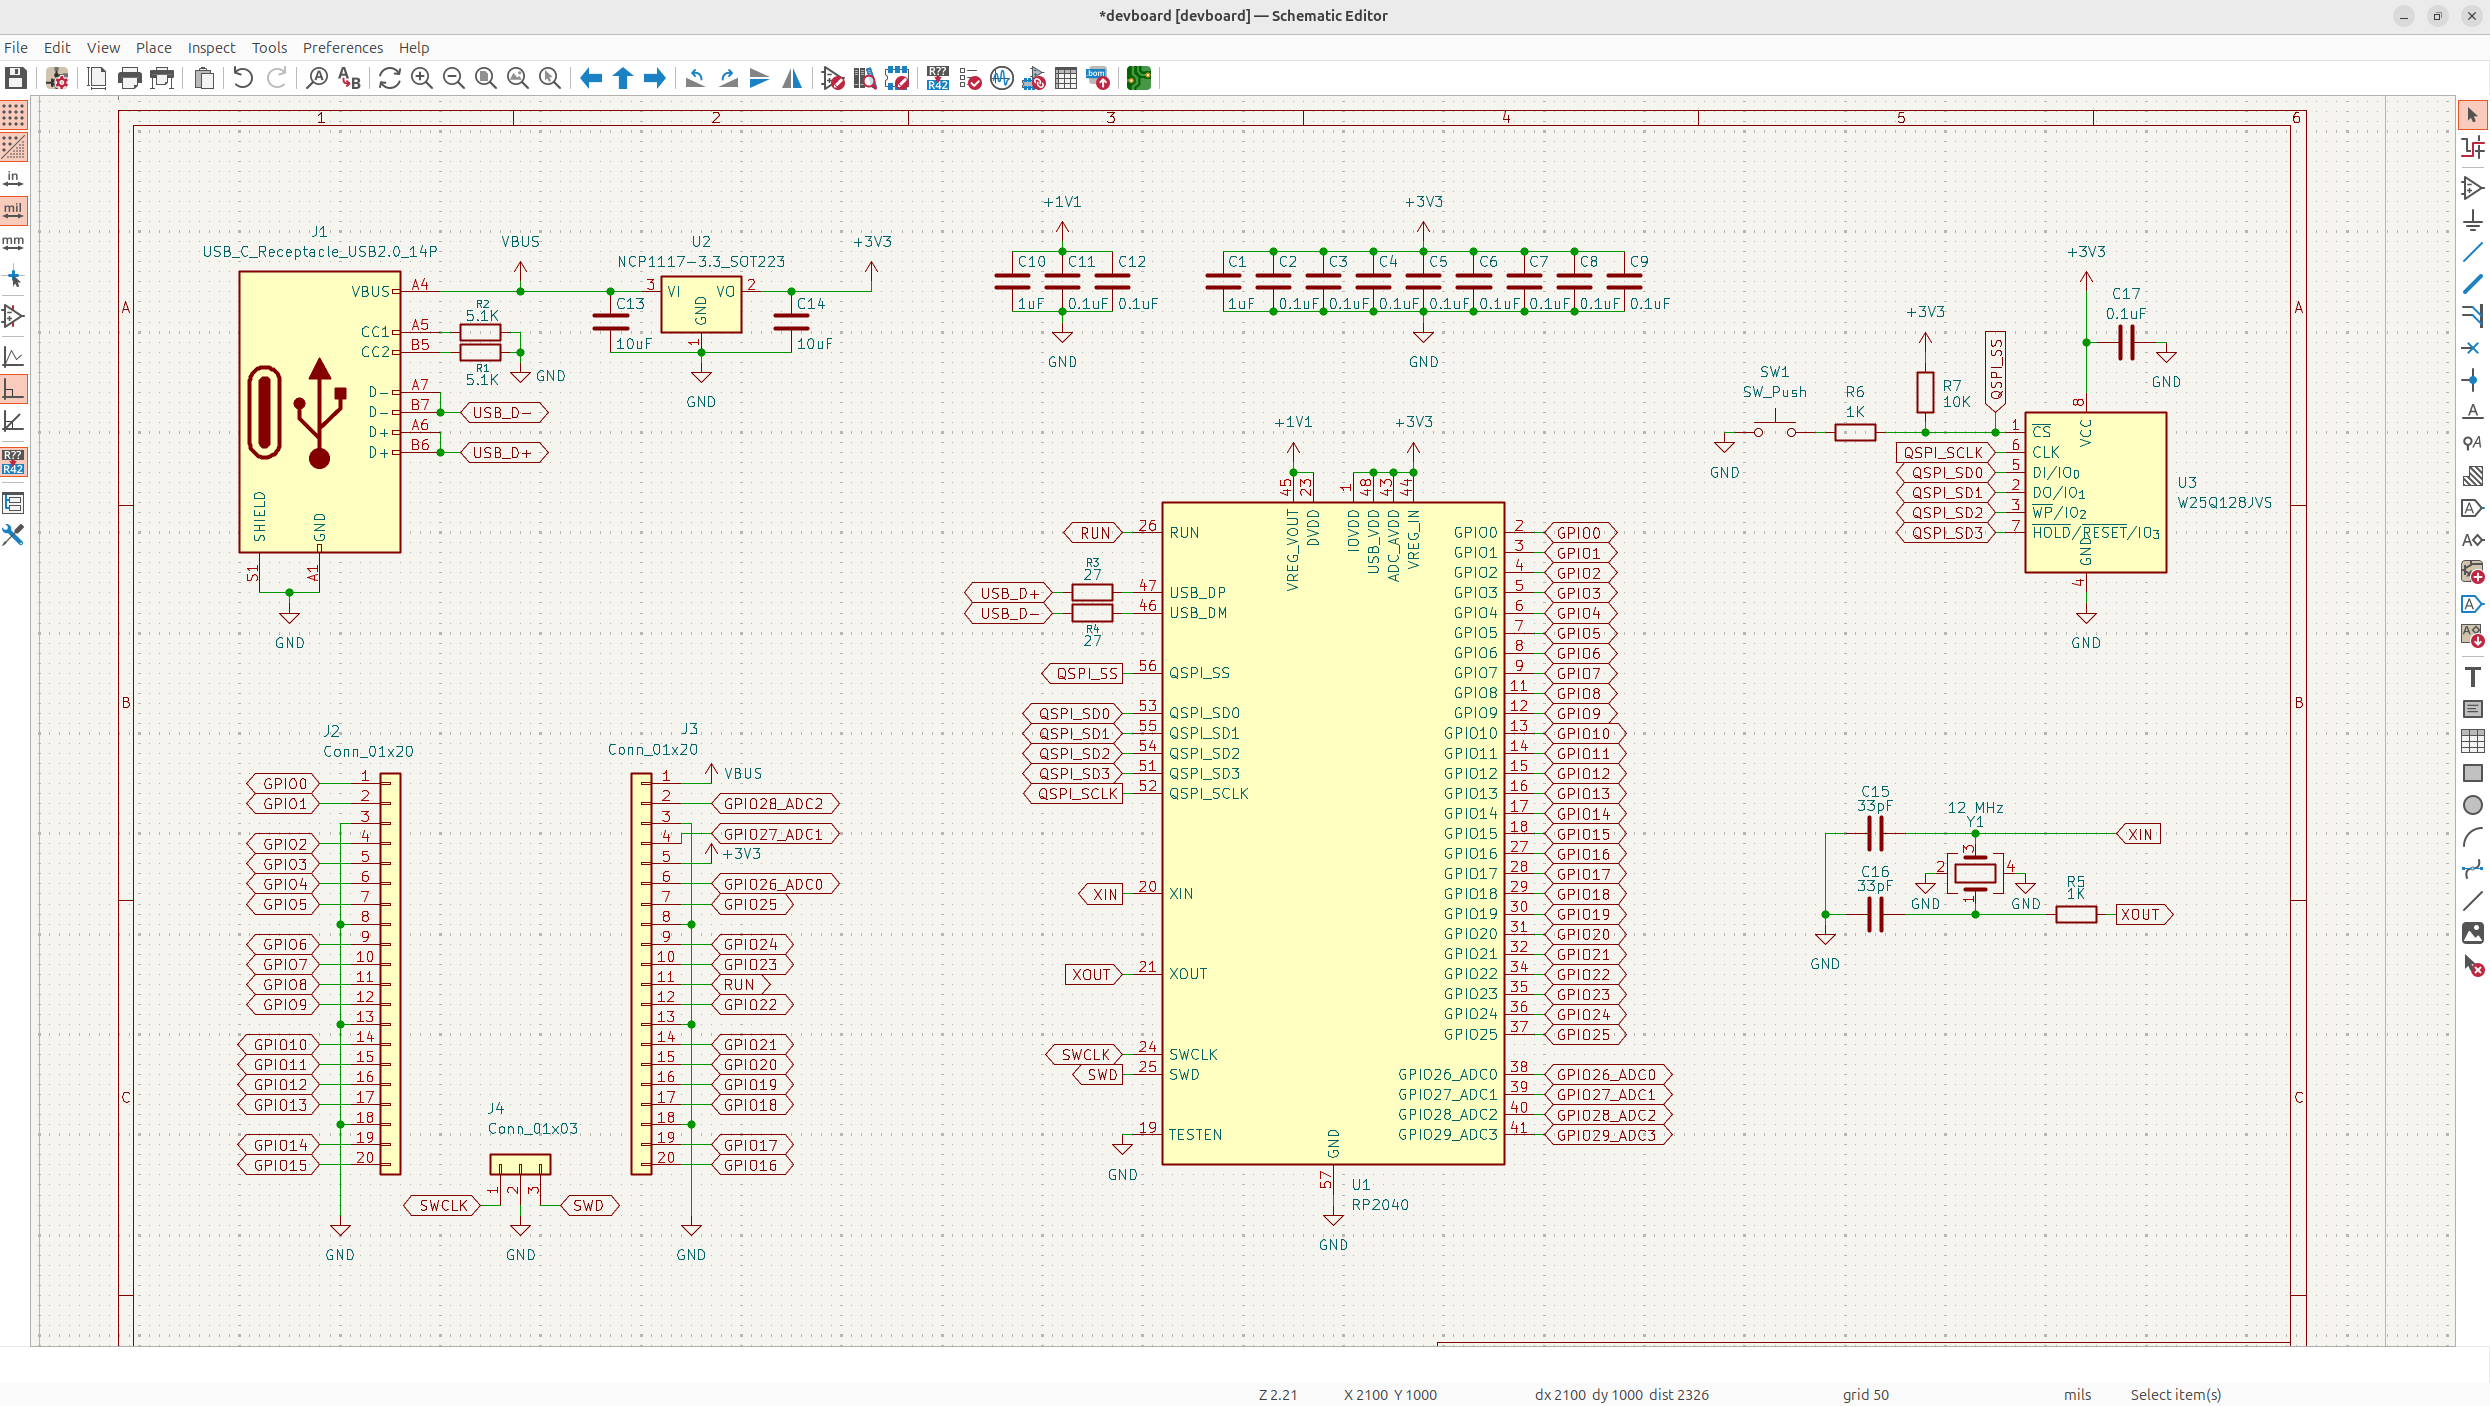 *devboard [devboard] — Schematic Editor
File Edit View Place Inspect Tools Preferences Help
in
mil
mm
R??
R42
1 2 3 4 5 6
A
B
C
A
B
C
J1
USB_C_Receptacle_USB2.0_14P
VBUS A4
CC1 A5
CC2 B5
D- A7
D- B7
D+ A6
D+ B6
SHIELD
GND
S1
A1
GND
R2
5.1K
R1
5.1K
GND
USB_D-
USB_D+
VBUS
U2
NCP1117-3.3_SOT223
3 VI VO 2
GND
1
C13
10uF
C14
10uF
GND
+3V3
+1V1
C10 C11 C12
1uF 0.1uF 0.1uF
GND
+3V3
C1 C2 C3 C4 C5 C6 C7 C8 C9
1uF 0.1uF 0.1uF 0.1uF 0.1uF 0.1uF 0.1uF 0.1uF 0.1uF
GND
+3V3
C17
0.1uF
GND
+3V3
R7
10K
QSPI_SS
SW1
SW_Push
GND
R6
1K
8
VCC
1 CS
QSPI_SCLK 6 CLK
QSPI_SD0 5 DI/IO0
QSPI_SD1 2 DO/IO1
QSPI_SD2 3 WP/IO2
QSPI_SD3 7 HOLD/RESET/IO3
GND
4
GND
U3
W25Q128JVS
+1V1 +3V3
45 23 1 48 43 44
VREG_VOUT
DVDD
IOVDD
USB_VDD
ADC_AVDD
VREG_IN
RUN 26 RUN
R3
27
USB_D+ 47 USB_DP
USB_D- 46 USB_DM
R4
27
QSPI_SS 56 QSPI_SS
QSPI_SD0 53 QSPI_SD0
QSPI_SD1 55 QSPI_SD1
QSPI_SD2 54 QSPI_SD2
QSPI_SD3 51 QSPI_SD3
QSPI_SCLK 52 QSPI_SCLK
XIN 20 XIN
XOUT 21 XOUT
SWCLK 24 SWCLK
SWD 25 SWD
19 TESTEN
GND
GPIO0 2 GPIO0
GPIO1 3 GPIO1
GPIO2 4 GPIO2
GPIO3 5 GPIO3
GPIO4 6 GPIO4
GPIO5 7 GPIO5
GPIO6 8 GPIO6
GPIO7 9 GPIO7
GPIO8 11 GPIO8
GPIO9 12 GPIO9
GPIO10 13 GPIO10
GPIO11 14 GPIO11
GPIO12 15 GPIO12
GPIO13 16 GPIO13
GPIO14 17 GPIO14
GPIO15 18 GPIO15
GPIO16 27 GPIO16
GPIO17 28 GPIO17
GPIO18 29 GPIO18
GPIO19 30 GPIO19
GPIO20 31 GPIO20
GPIO21 32 GPIO21
GPIO22 34 GPIO22
GPIO23 35 GPIO23
GPIO24 36 GPIO24
GPIO25 37 GPIO25
GPIO26_ADC0 38 GPIO26_ADC0
GPIO27_ADC1 39 GPIO27_ADC1
GPIO28_ADC2 40 GPIO28_ADC2
GPIO29_ADC3 41 GPIO29_ADC3
GND
57
U1
RP2040
GND
J2
Conn_01x20
GPIO0 1
GPIO1 2
3
GPIO2 4
GPIO3 5
GPIO4 6
GPIO5 7
8
GPIO6 9
GPIO7 10
GPIO8 11
GPIO9 12
13
GPIO10 14
GPIO11 15
GPIO12 16
GPIO13 17
18
GPIO14 19
GPIO15 20
GND
J4
Conn_01x03
1 2 3
SWCLK SWD
GND
J3
Conn_01x20
1 VBUS
2 GPIO28_ADC2
3
4 GPIO27_ADC1
5 +3V3
6 GPIO26_ADC0
7 GPIO25
8
9 GPIO24
10 GPIO23
11 RUN
12 GPIO22
13
14 GPIO21
15 GPIO20
16 GPIO19
17 GPIO18
18
19 GPIO17
20 GPIO16
GND
C15
33pF
12 MHz
Y1
XIN
C16
33pF
3
2 4
1
GND GND
R5
1K
XOUT
GND
Z 2.21 X 2100 Y 1000 dx 2100 dy 1000 dist 2326 grid 50 mils Select item(s)